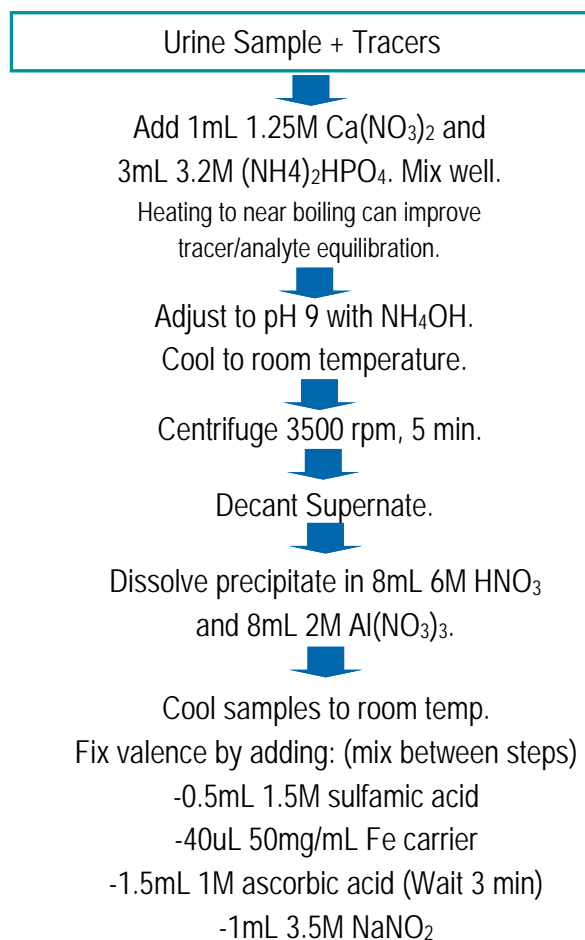 Urine Sample + Tracers
Add 1mL 1.25M Ca(NO₃)₂ and
3mL 3.2M (NH4)₂HPO₄. Mix well.
Heating to near boiling can improve
tracer/analyte equilibration.
Adjust to pH 9 with NH₄OH.
Cool to room temperature.
Centrifuge 3500 rpm, 5 min.
Decant Supernate.
Dissolve precipitate in 8mL 6M HNO₃
and 8mL 2M Al(NO₃)₃.
Cool samples to room temp.
Fix valence by adding: (mix between steps)
-0.5mL 1.5M sulfamic acid
-40uL 50mg/mL Fe carrier
-1.5mL 1M ascorbic acid (Wait 3 min)
-1mL 3.5M NaNO₂